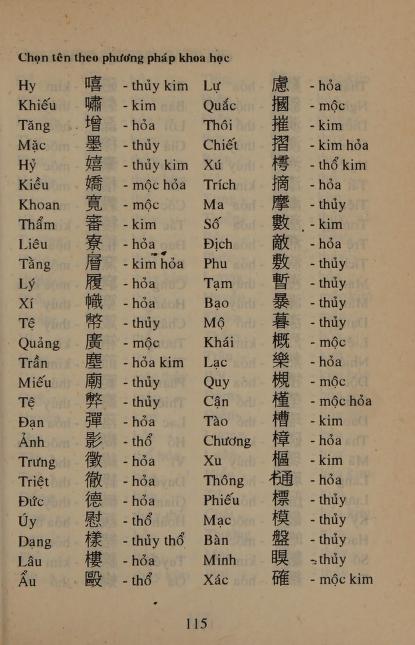 Chọn tên theo phương pháp khoa học
Hy 嘻 - thủy kim Lự 慮 - hỏa
Khiếu 嘯 - kim Quắc 摑 - mộc
Tăng 增 - hỏa Thôi 摧 - kim
Mặc 墨 - thủy Chiết 摺 - kim hỏa
Hỷ 嬉 - thủy kim Xú 樗 - thổ kim
Kiều 嬌 - mộc hỏa Trích 摘 - hỏa
Khoan 寬 - mộc Ma 摩 - thủy
Thẩm 審 - kim Số 數 - kim
Liêu 寮 - hỏa Địch 敵 - hỏa
Tằng 層 - kim hỏa Phu 敷 - thủy
Lý 履 - hỏa Tạm 暫 - thủy
Xí 幟 - hỏa Bạo 暴 - thủy
Tệ 幣 - thủy Mộ 暮 - thủy
Quảng 廣 - mộc Khái 概 - mộc
Trần 塵 - hỏa kim Lạc 樂 - hỏa
Miếu 廟 - thủy Quy 槻 - mộc
Tệ 弊 - thủy Cận 槿 - mộc hỏa
Đạn 彈 - hỏa Tào 槽 - kim
Ảnh 影 - thổ Chương 樟 - hỏa
Trưng 徵 - hỏa Xu 樞 - kim
Triệt 徹 - hỏa Thông 樋 - hỏa
Đức 德 - hỏa Phiếu 標 - thủy
Úy 慰 - thổ Mạc 模 - thủy
Dạng 樣 - thủy thổ Bàn 盤 - thủy
Lâu 樓 - hỏa Minh 瞑 - thủy
Ẩu 毆 - thổ Xác 確 - mộc kim
115